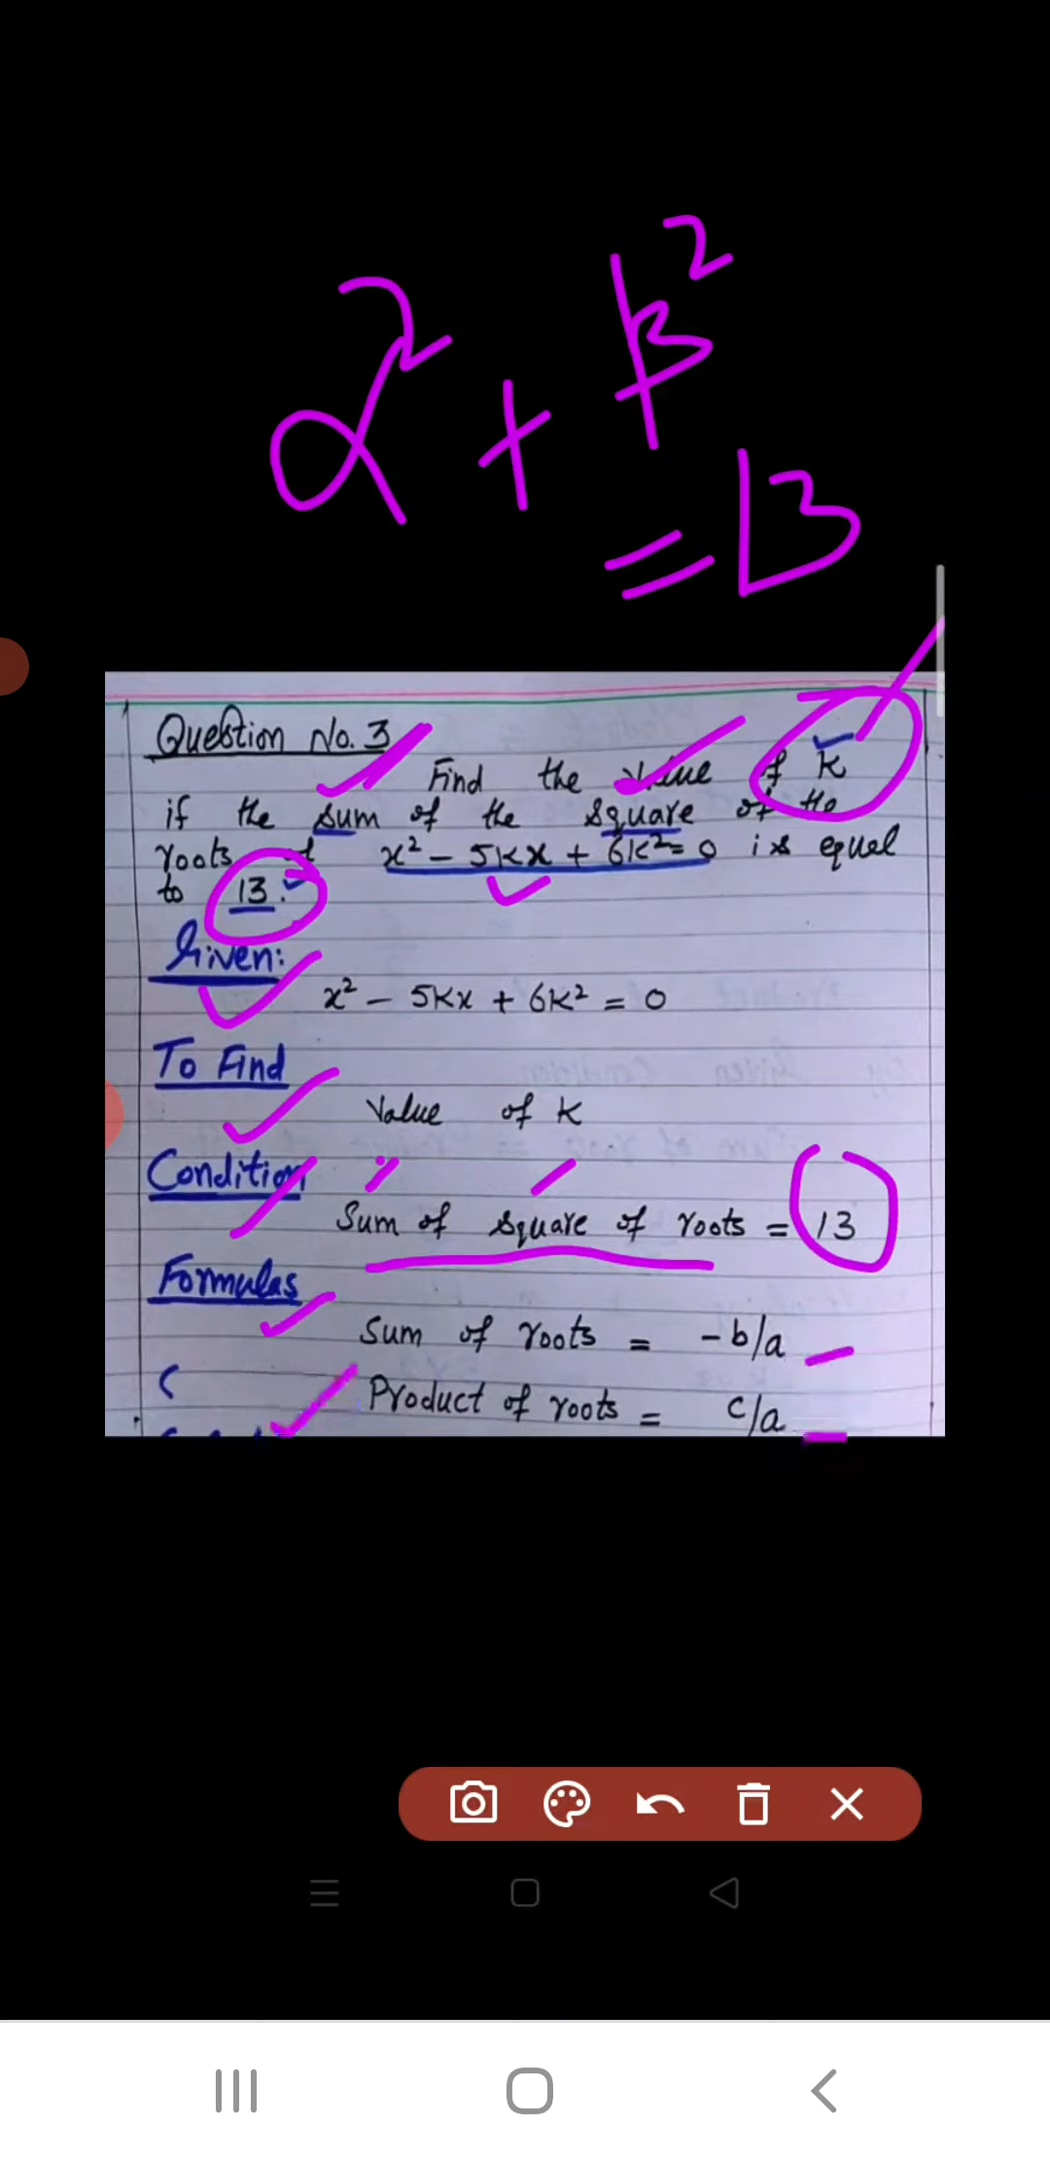 α² + β²
= 13
Question No. 3
Find the value of k
if the sum of the square of the
roots of x² - 5kx + 6k² = 0 is equal
to 13.
Given:
x² - 5kx + 6k² = 0
To Find
Value of k
Condition
Sum of square of roots = 13
Formulas
Sum of roots = -b/a
Product of roots = c/a